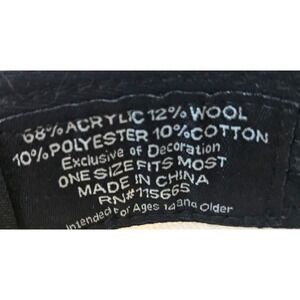 68% ACRYLIC 12% WOOL
10% POLYESTER 10% COTTON
Exclusive of Decoration
ONE SIZE FITS MOST
MADE IN CHINA
RN#115665
Intended For Ages 14 and Older